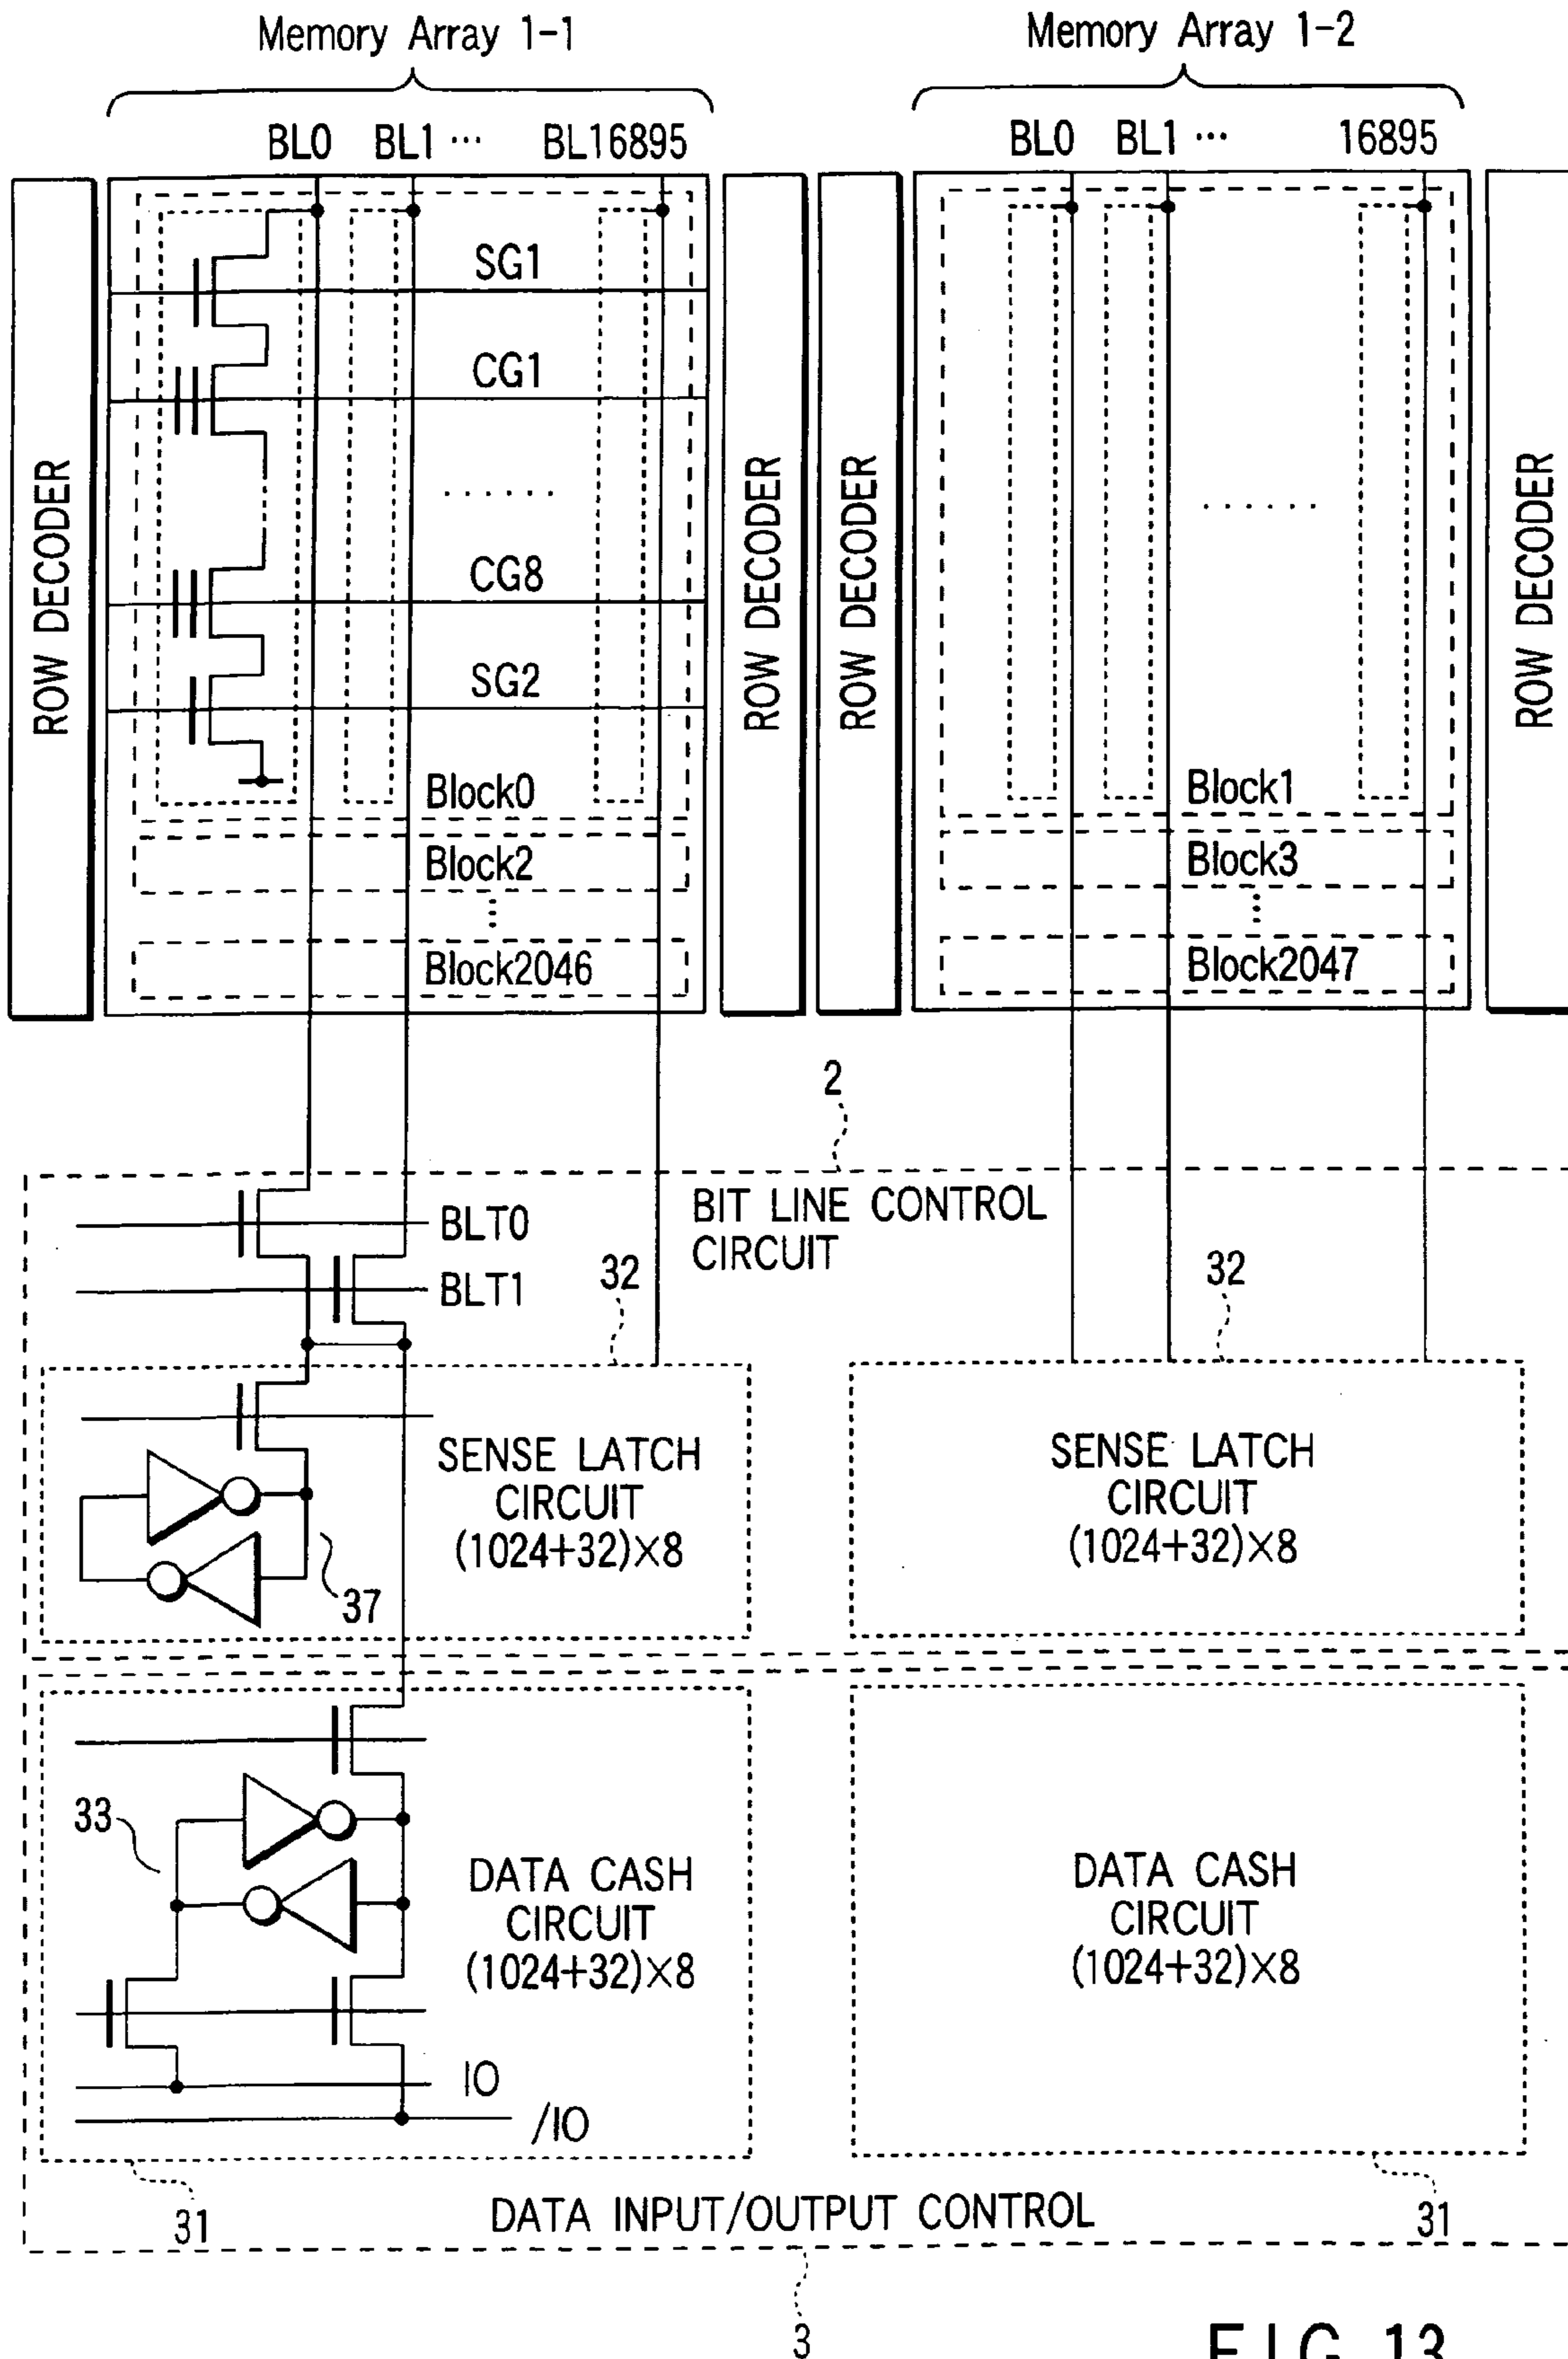 Memory Array 1-1
Memory Array 1-2
BL0 BL1 ··· BL16895
BL0 BL1 ··· 16895
ROW DECODER
SG1
CG1
.......
CG8
SG2
Block0
Block2
Block2046
ROW DECODER
ROW DECODER
......
Block1
Block3
Block2047
ROW DECODER
2
BLT0
BLT1
BIT LINE CONTROL
CIRCUIT
32
32
SENSE LATCH
CIRCUIT
(1024+32)×8
37
SENSE LATCH
CIRCUIT
(1024+32)×8
33
DATA CASH
CIRCUIT
(1024+32)×8
IO
/IO
DATA CASH
CIRCUIT
(1024+32)×8
31
DATA INPUT/OUTPUT CONTROL
31
3
FIG. 13